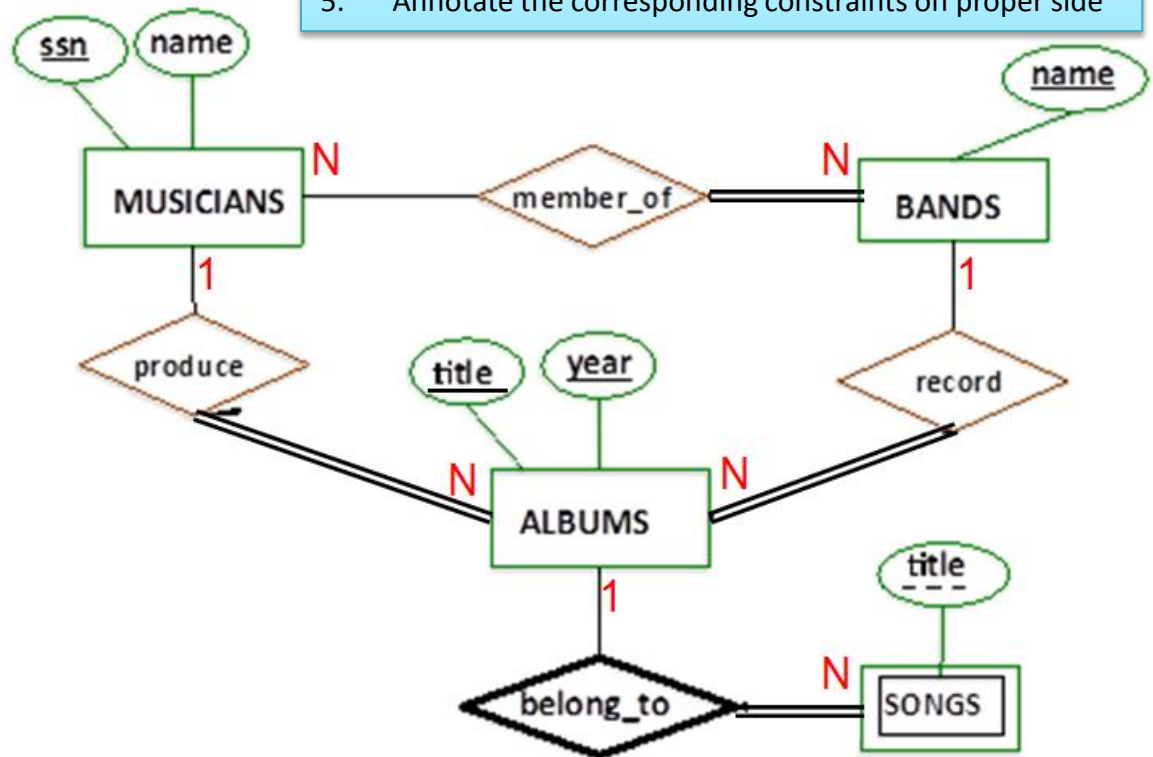 5. Annotate the corresponding constraints on proper side
ssn
name
name
MUSICIANS
N
member_of
N
BANDS
1
1
produce
title
year
record
N
N
ALBUMS
1
title
belong_to
N
SONGS